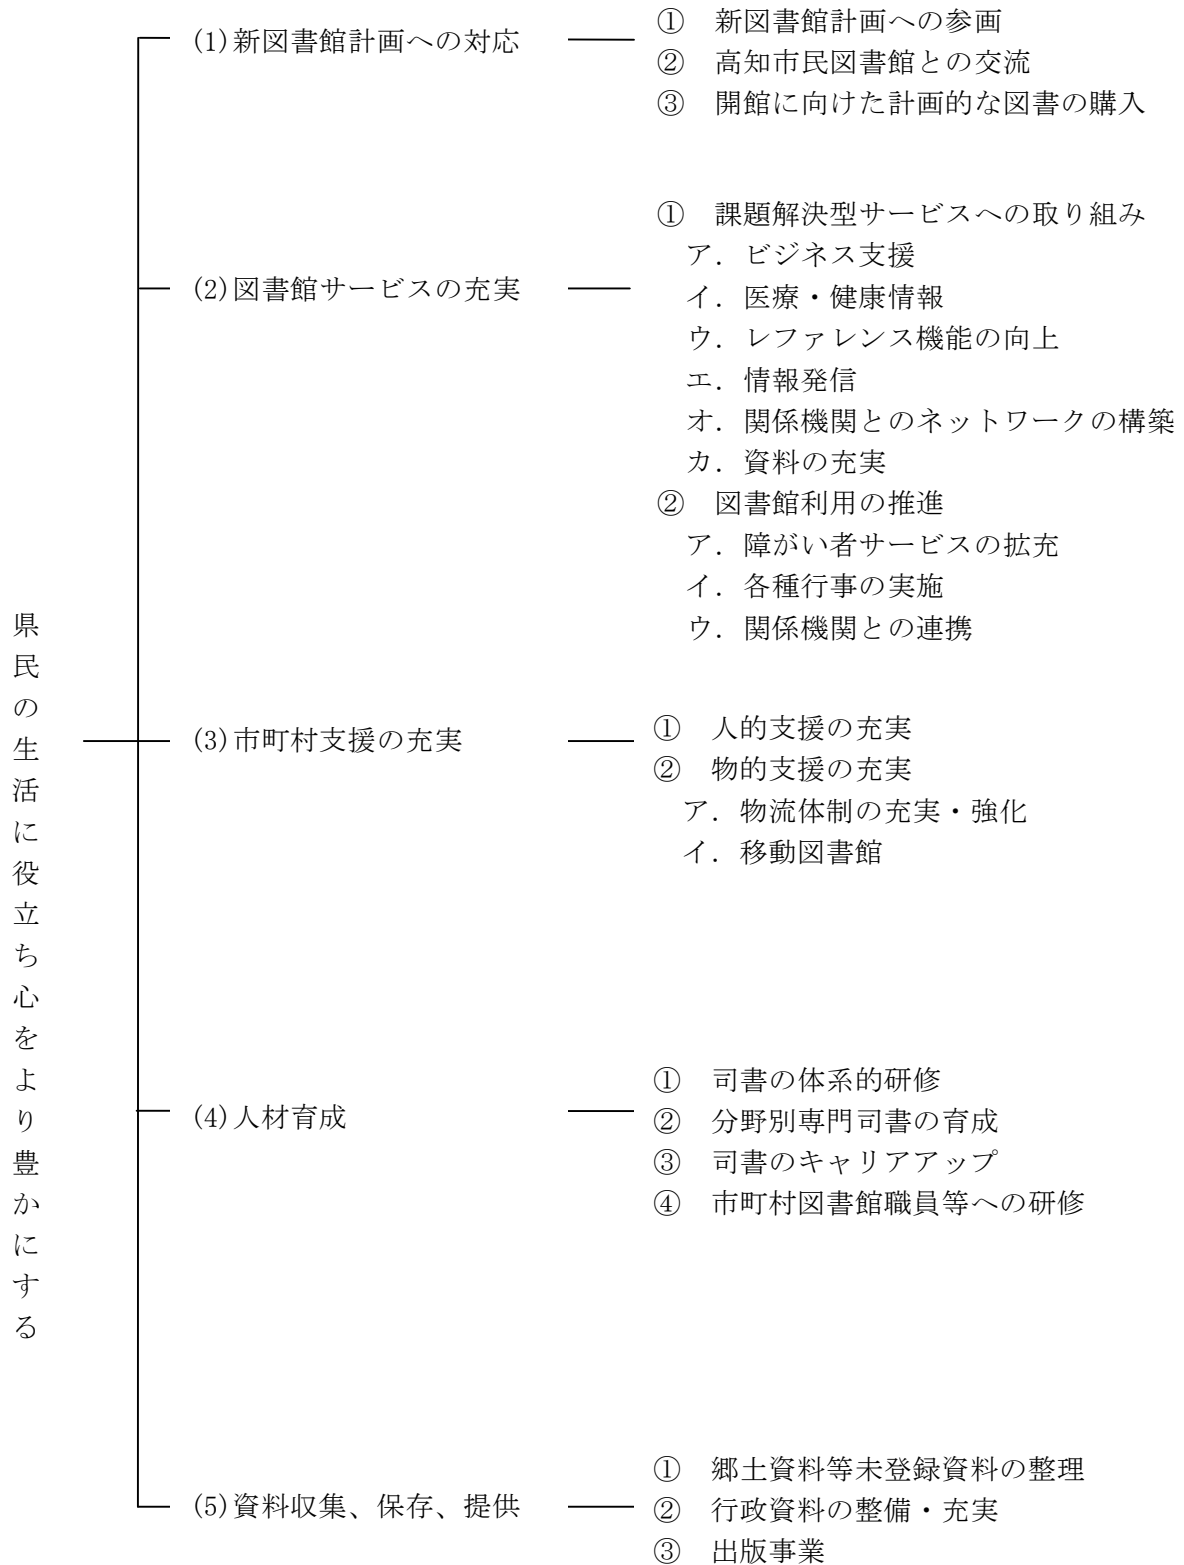 県民の生活に役立ち心をより豊かにする
(1)新図書館計画への対応
① 新図書館計画への参画
② 高知市民図書館との交流
③ 開館に向けた計画的な図書の購入
(2)図書館サービスの充実
① 課題解決型サービスへの取り組み
ア．ビジネス支援
イ．医療・健康情報
ウ．レファレンス機能の向上
エ．情報発信
オ．関係機関とのネットワークの構築
カ．資料の充実
② 図書館利用の推進
ア．障がい者サービスの拡充
イ．各種行事の実施
ウ．関係機関との連携
(3)市町村支援の充実
① 人的支援の充実
② 物的支援の充実
ア．物流体制の充実・強化
イ．移動図書館
(4)人材育成
① 司書の体系的研修
② 分野別専門司書の育成
③ 司書のキャリアアップ
④ 市町村図書館職員等への研修
(5)資料収集、保存、提供
① 郷土資料等未登録資料の整理
② 行政資料の整備・充実
③ 出版事業